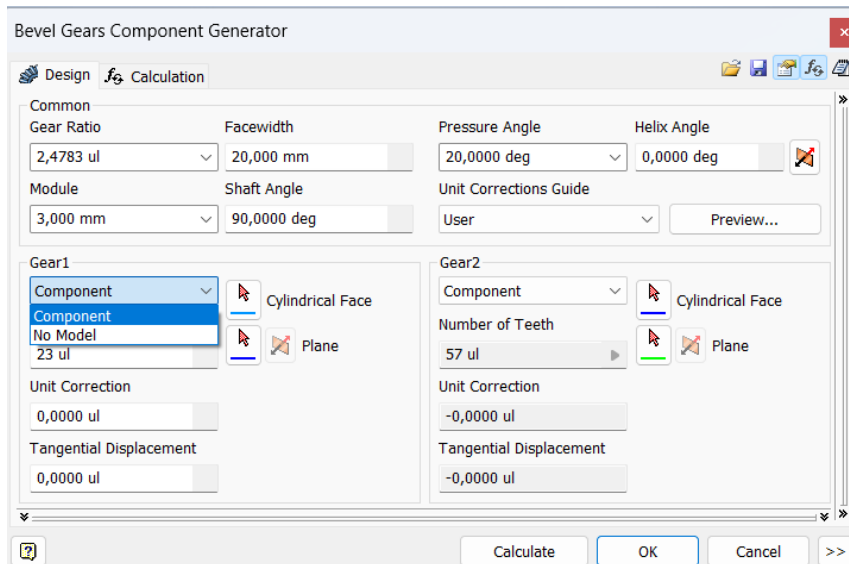 Bevel Gears Component Generator
Design
Calculation
Common
Gear Ratio
Facewidth
Pressure Angle
Helix Angle
2,4783 ul
20,000 mm
20,0000 deg
0,0000 deg
Module
Shaft Angle
Unit Corrections Guide
3,000 mm
90,0000 deg
User
Preview...
Gear1
Component
Component
No Model
23 ul
Cylindrical Face
Plane
Unit Correction
0,0000 ul
Tangential Displacement
0,0000 ul
Gear2
Component
Cylindrical Face
Number of Teeth
57 ul
Plane
Unit Correction
-0,0000 ul
Tangential Displacement
-0,0000 ul
Calculate
OK
Cancel
>>